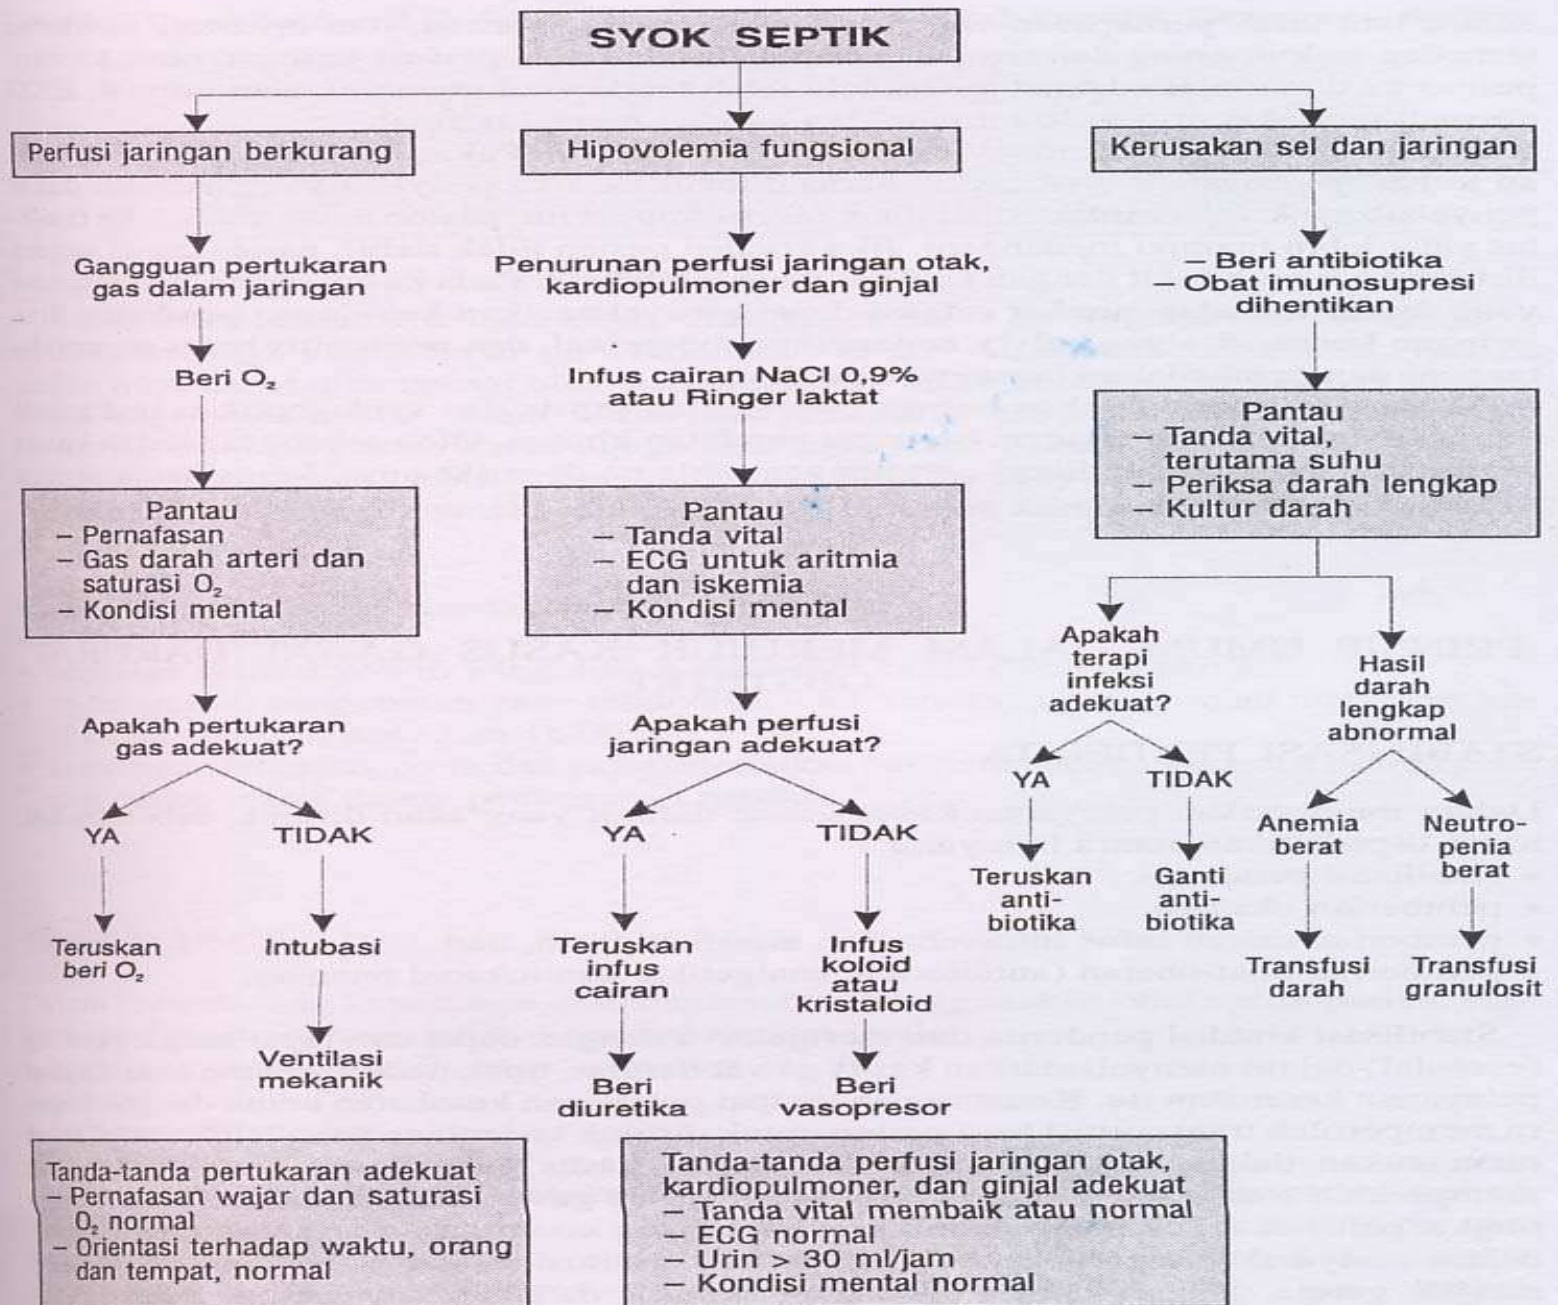 SYOK SEPTIK
Perfusi jaringan berkurang
Gangguan pertukaran
gas dalam jaringan
Beri O₂
Pantau
– Pernafasan
– Gas darah arteri dan
saturasi O₂
– Kondisi mental
Apakah pertukaran
gas adekuat?
YA
TIDAK
Teruskan
beri O₂
Intubasi
Ventilasi
mekanik
Tanda-tanda pertukaran adekuat
– Pernafasan wajar dan saturasi
O₂ normal
– Orientasi terhadap waktu, orang
dan tempat, normal
Hipovolemia fungsional
Penurunan perfusi jaringan otak,
kardiopulmoner dan ginjal
Infus cairan NaCl 0,9%
atau Ringer laktat
Pantau
– Tanda vital
– ECG untuk aritmia
dan iskemia
– Kondisi mental
Apakah perfusi
jaringan adekuat?
YA
TIDAK
Teruskan
infus
cairan
Infus
koloid
atau
kristaloid
Beri
diuretika
Beri
vasopresor
Tanda-tanda perfusi jaringan otak,
kardiopulmoner, dan ginjal adekuat
– Tanda vital membaik atau normal
– ECG normal
– Urin > 30 ml/jam
– Kondisi mental normal
Kerusakan sel dan jaringan
– Beri antibiotika
– Obat imunosupresi
dihentikan
Pantau
– Tanda vital,
terutama suhu
– Periksa darah lengkap
– Kultur darah
Apakah
terapi
infeksi
adekuat?
YA
TIDAK
Teruskan
anti-
biotika
Ganti
anti-
biotika
Hasil
darah
lengkap
abnormal
Anemia
berat
Neutro-
penia
berat
Transfusi
darah
Transfusi
granulosit